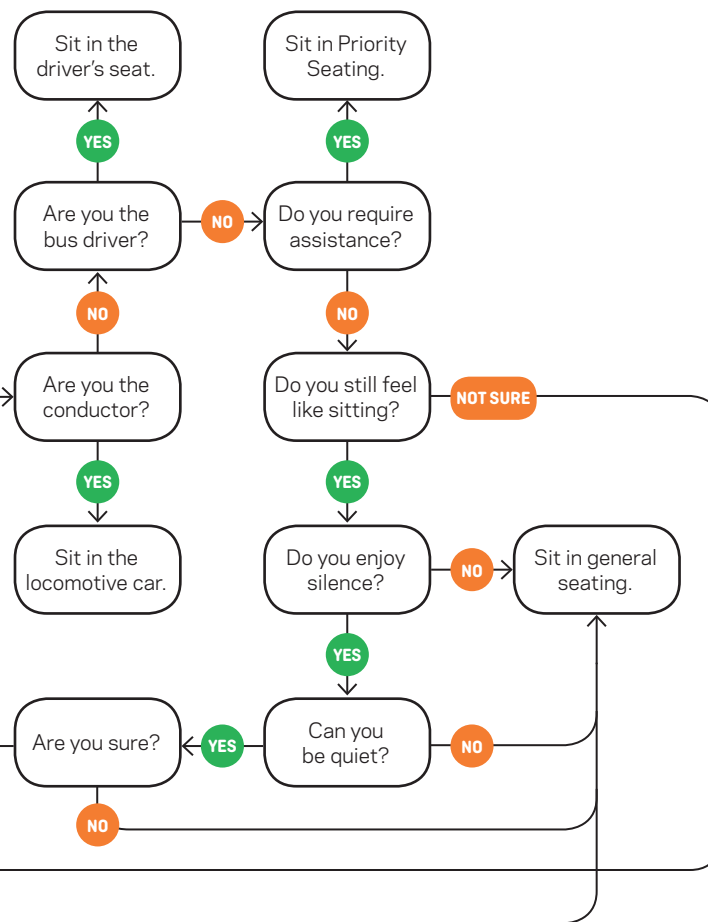 Sit in the
driver’s seat.
Sit in Priority
Seating.
YES
YES
Are you the
bus driver?
NO
Do you require
assistance?
NO
NO
Are you the
conductor?
Do you still feel
like sitting?
NOT SURE
YES
YES
Sit in the
locomotive car.
Do you enjoy
silence?
NO
Sit in general
seating.
YES
Are you sure?
YES
Can you
be quiet?
NO
NO